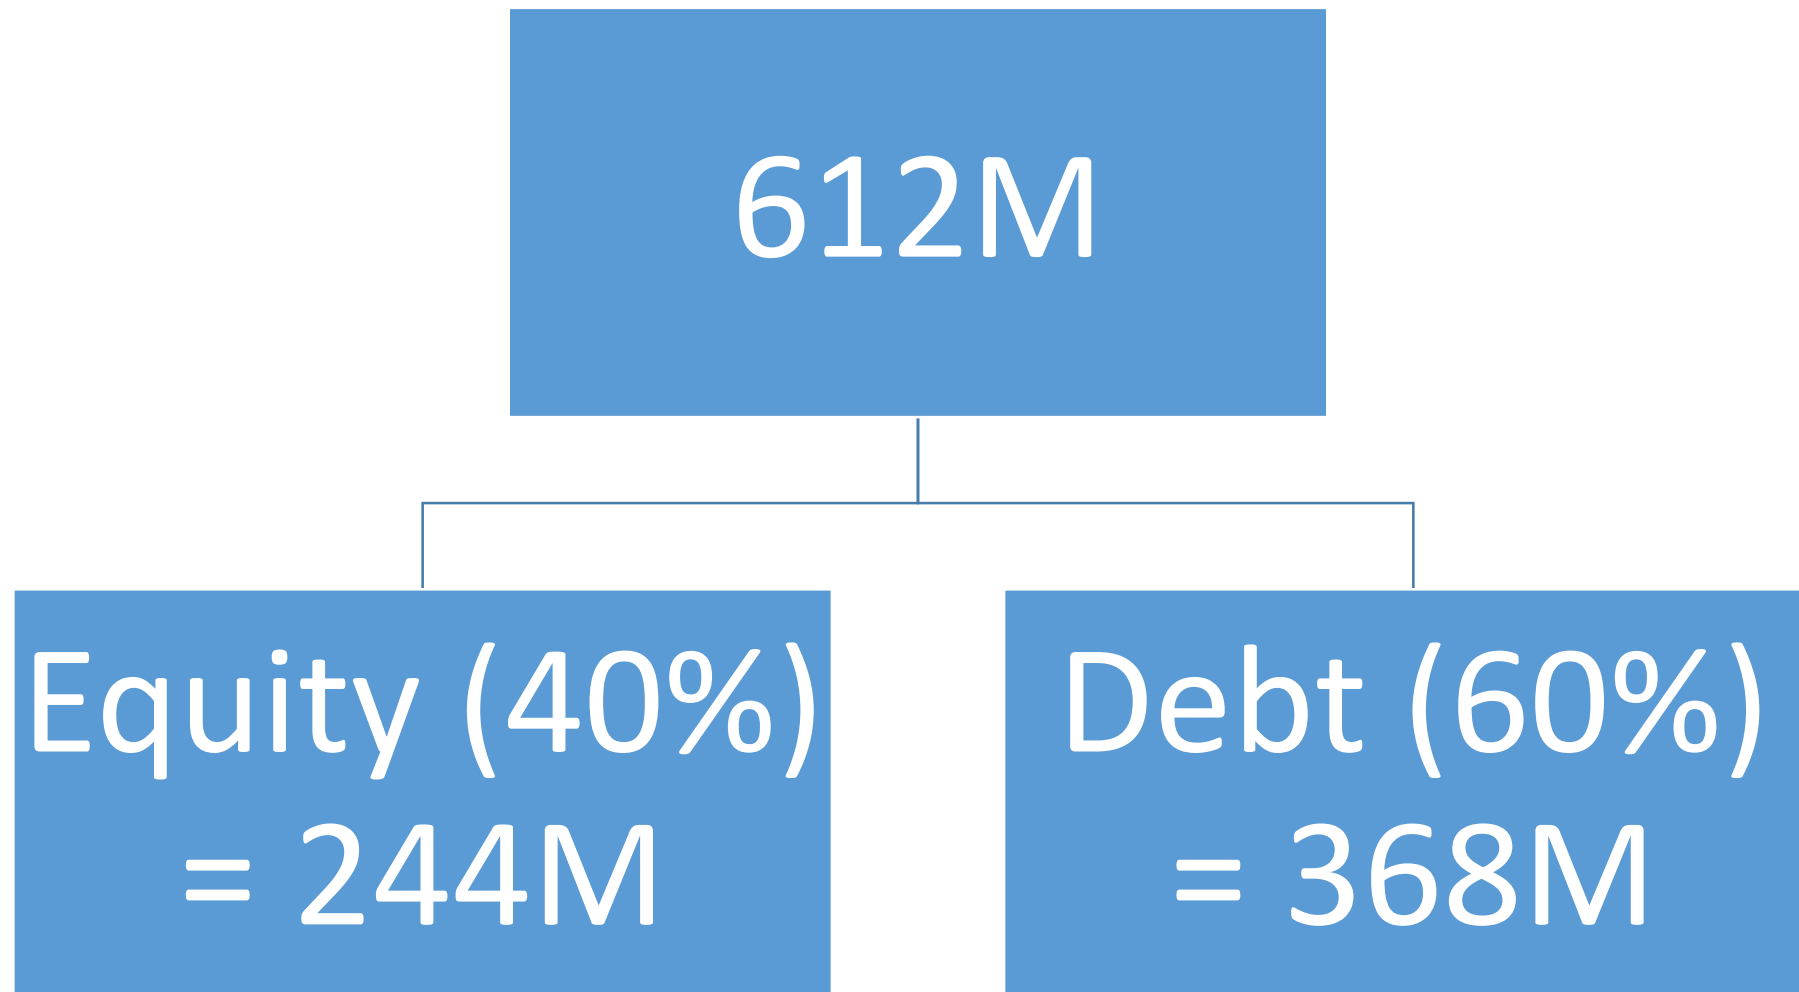 612M
Equity (40%)
= 244M
Debt (60%)
= 368M